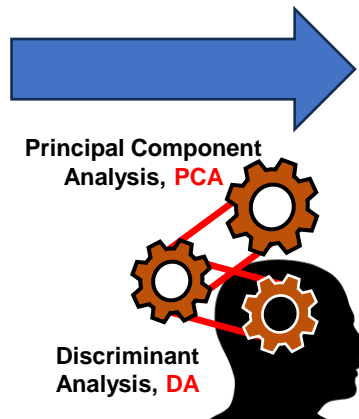 Principal Component
Analysis, PCA
Discriminant
Analysis, DA